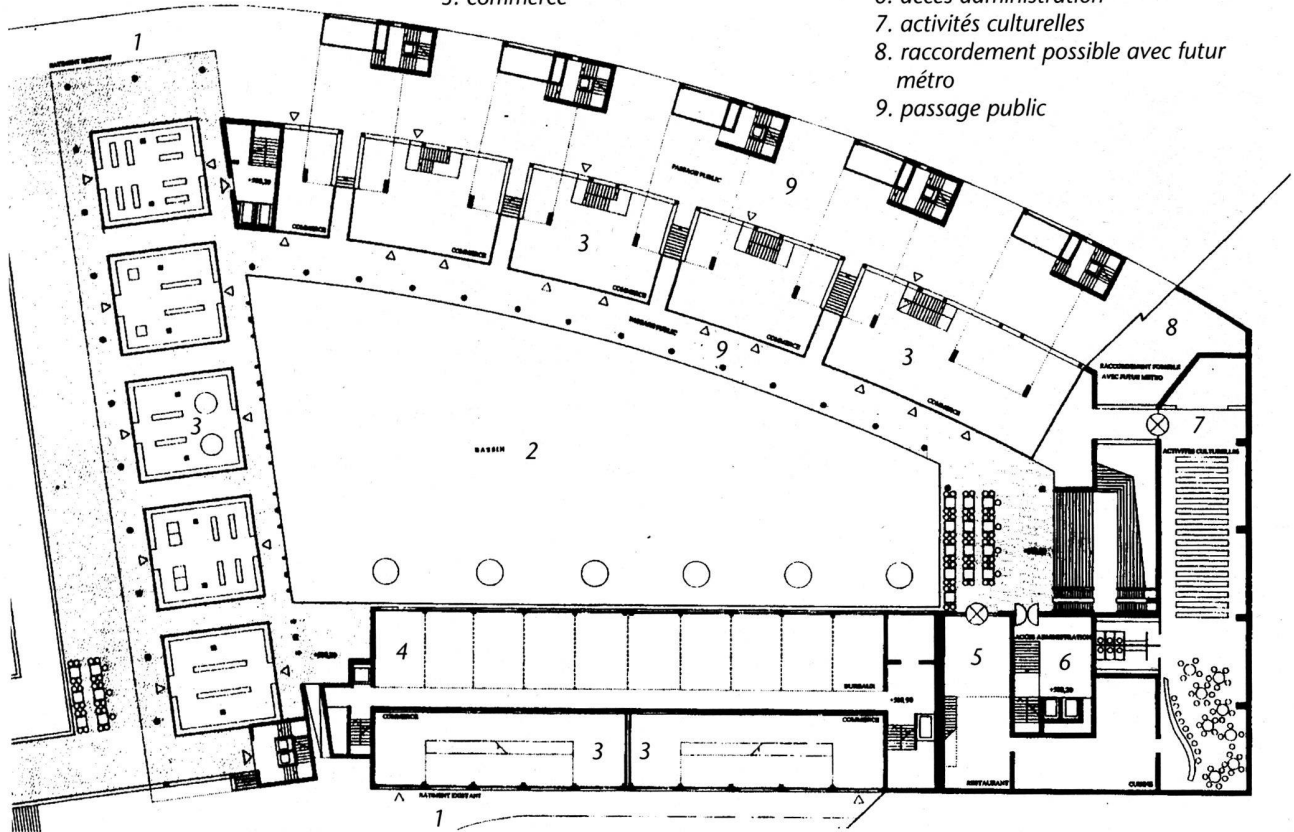 3. commerce
6. accès administration
7. activités culturelles
8. raccordement possible avec futur
métro
9. passage public
1
BATIMENT EXISTANT
PASSAGE PUBLIC
9
COMMERCE
COMMERCE
3
COMMERCE
PASSAGE PUBLIC
9
COMMERCE
3
COMMERCE
8
RACCORDEMENT POSSIBLE
AVEC FUTUR METRO
7
ACTIVITES CULTURELLES
3
BASSIN 2
4
BUREAUX
5
ACCES ADMINISTRATION
6
COMMERCE
COMMERCE
3
3
RESTAURANT
CUISINE
BATIMENT EXISTANT
1